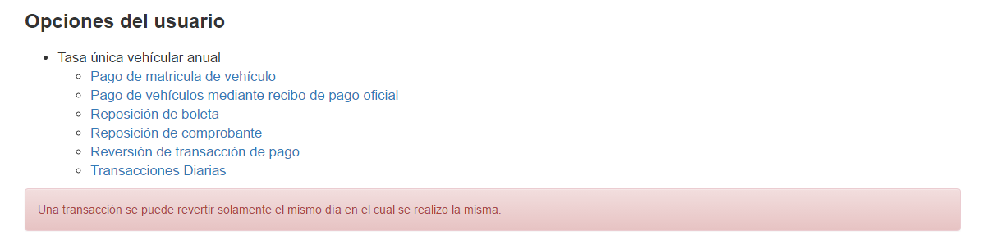 Opciones del usuario
Tasa única vehícular anual
Pago de matricula de vehículo
Pago de vehículos mediante recibo de pago oficial
Reposición de boleta
Reposición de comprobante
Reversión de transacción de pago
Transacciones Diarias
Una transacción se puede revertir solamente el mismo día en el cual se realizo la misma.